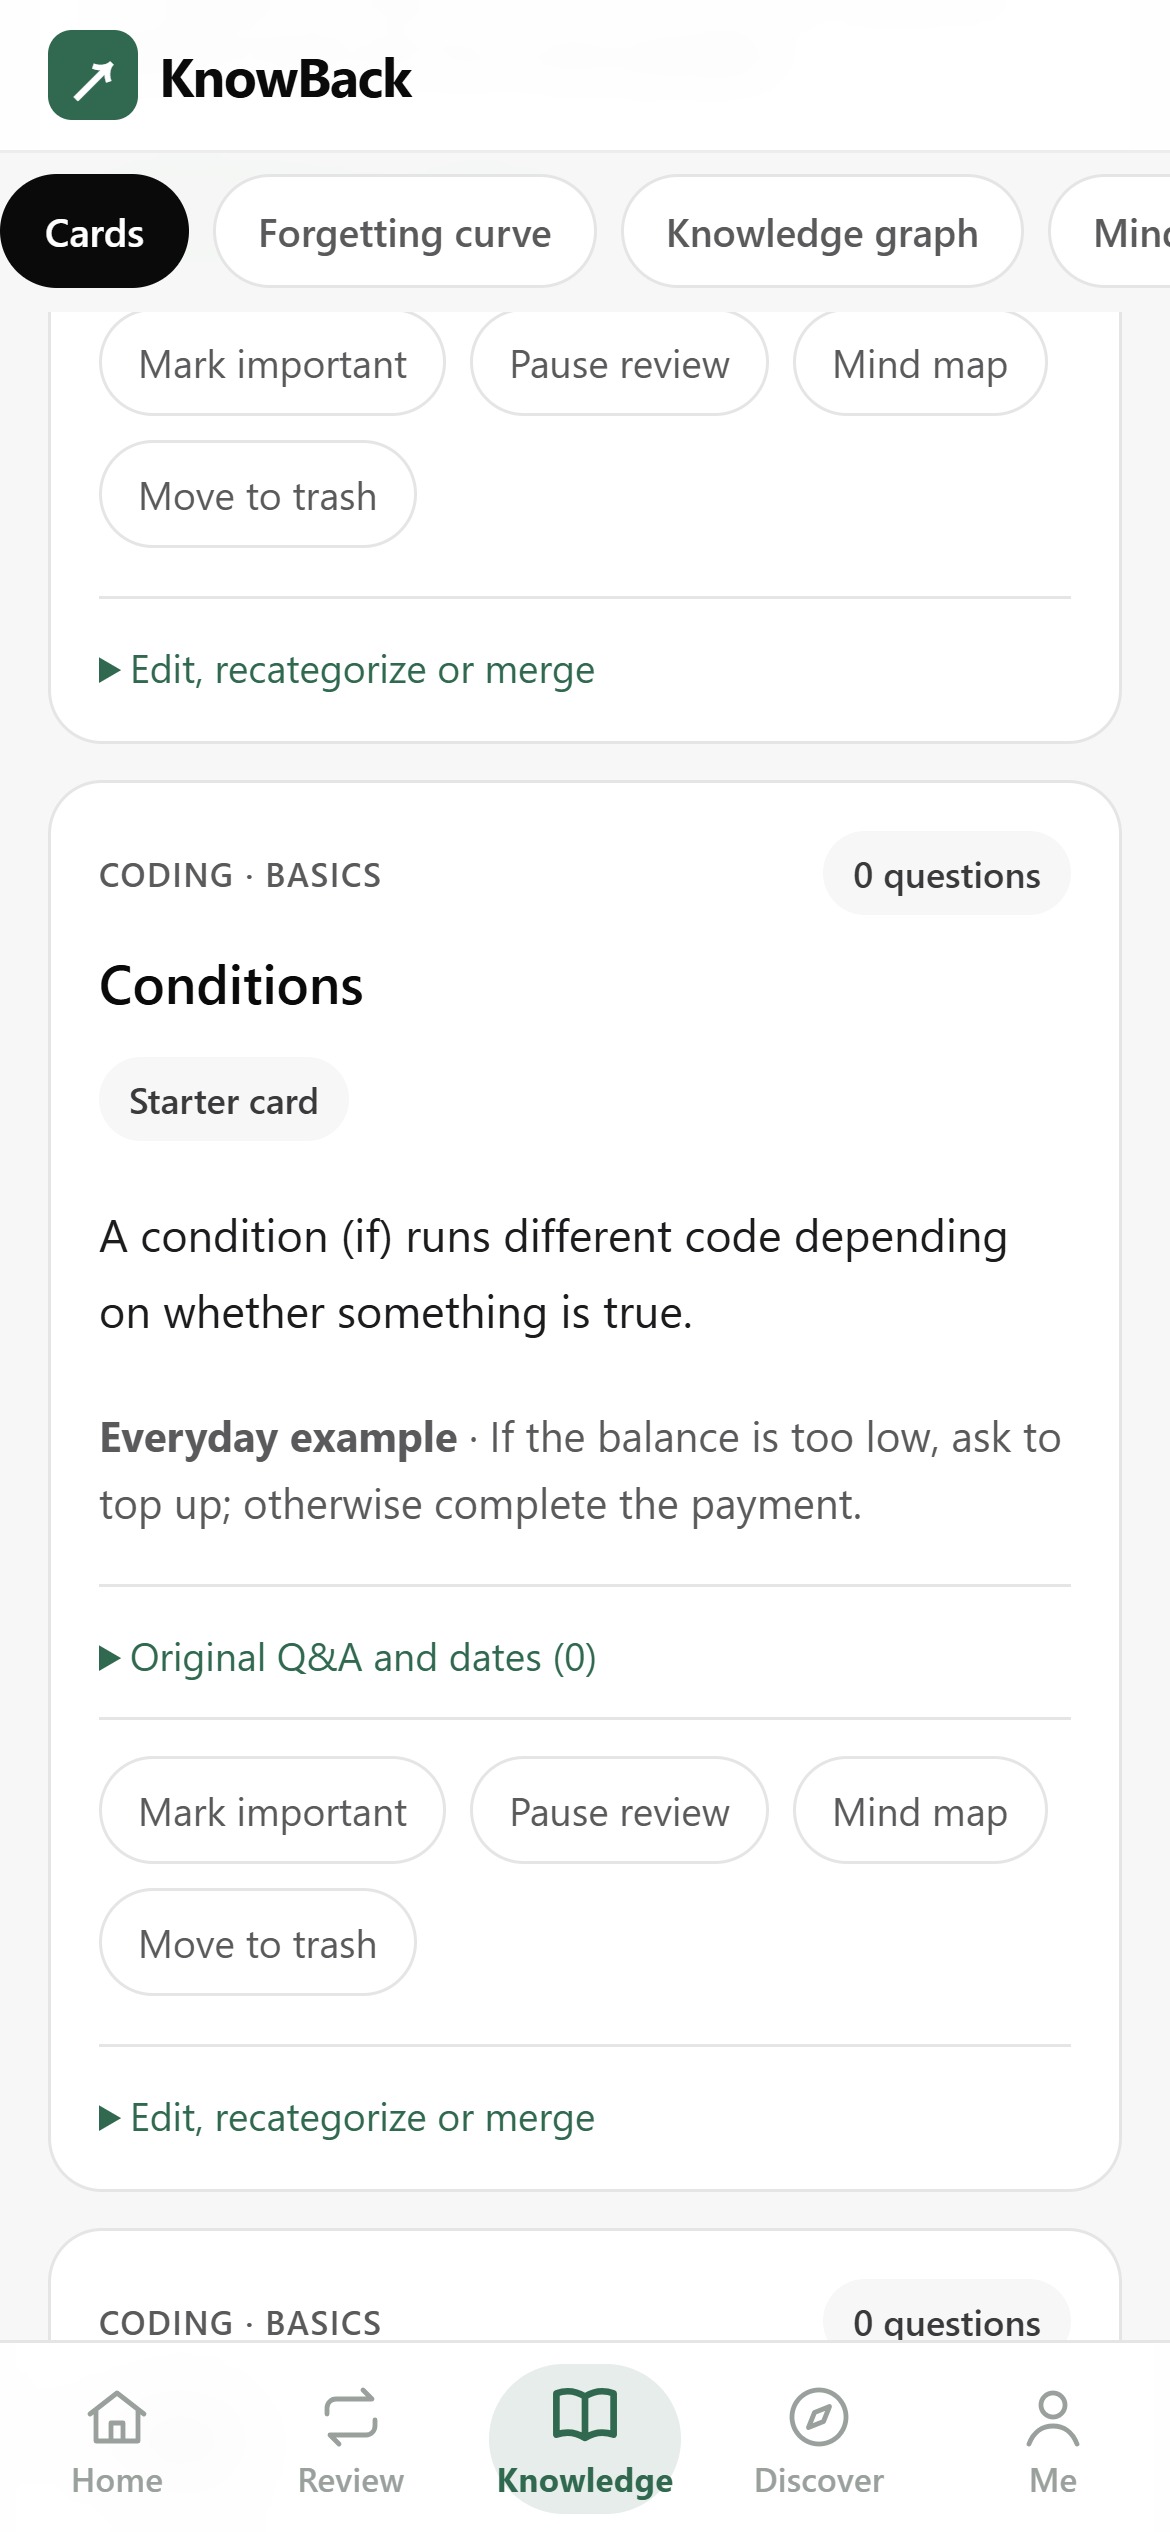 KnowBack
Cards
Forgetting curve
Knowledge graph
Mark important
Pause review
Mind map
Move to trash
Edit, recategorize or merge
CODING · BASICS
0 questions
Conditions
Starter card
A condition (if) runs different code depending
on whether something is true.
Everyday example · If the balance is too low, ask to
top up; otherwise complete the payment.
Original Q&A and dates (0)
Mark important
Pause review
Mind map
Move to trash
Edit, recategorize or merge
CODING · BASICS
0 questions
Home
Review
Knowledge
Discover
Me